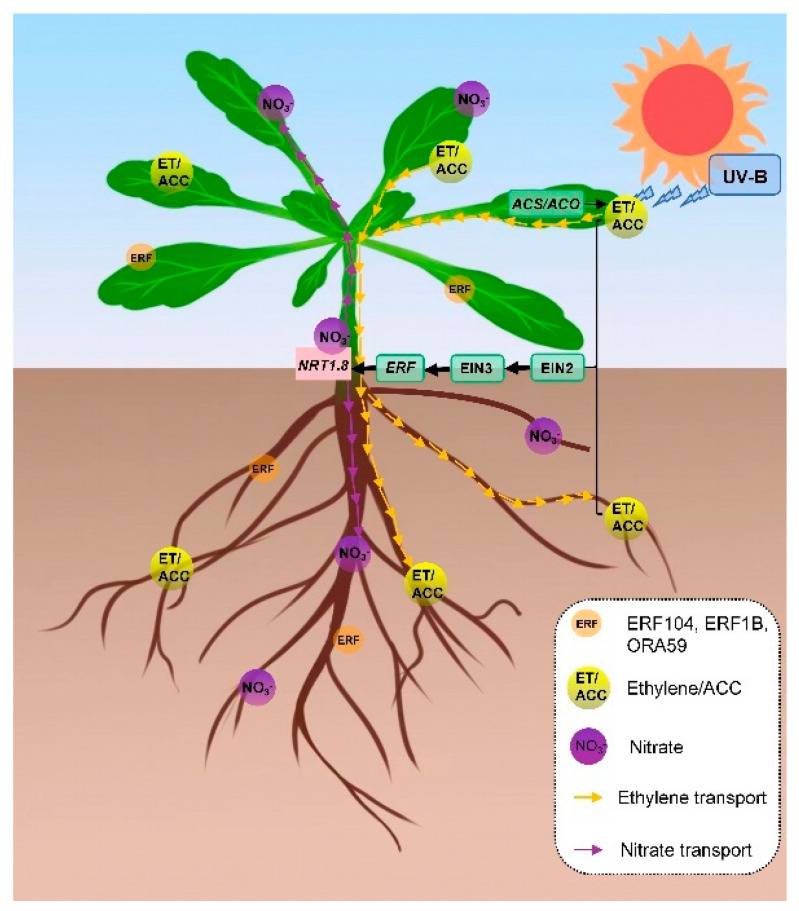 NO₃⁻
NO₃⁻
ET/
ACC
ET/
ACC
UV-B
ACS/ACO
ET/
ACC
ERF
ERF
NO₃⁻
NRT1.8
ERF
EIN3
EIN2
NO₃⁻
ERF
ET/
ACC
NO₃⁻
ET/
ACC
ET/
ACC
ERF
NO₃⁻
ERF
ERF104, ERF1B,
ORA59
ET/
ACC
Ethylene/ACC
NO₃⁻
Nitrate
Ethylene transport
Nitrate transport